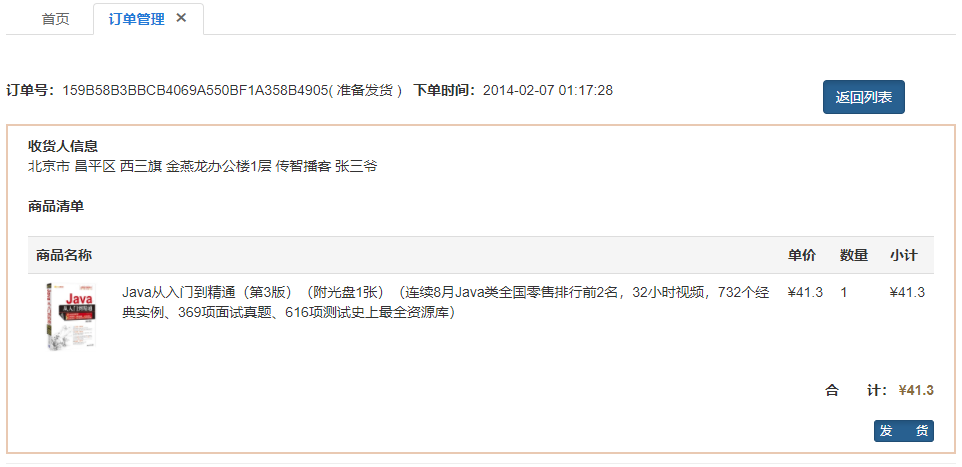 首页 订单管理 ✕
订单号：159B58B3BBCB4069A550BF1A358B4905( 准备发货 ) 下单时间：2014-02-07 01:17:28 返回列表
收货人信息
北京市 昌平区 西三旗 金燕龙办公楼1层 传智播客 张三爷
商品清单
商品名称 单价 数量 小计
Java
从入门到精通
Java从入门到精通（第3版）（附光盘1张）（连续8月Java类全国零售排行前2名，32小时视频，732个经 ¥41.3 1 ¥41.3
典实例、369项面试真题、616项测试史上最全资源库）
合 计： ¥41.3
发 货